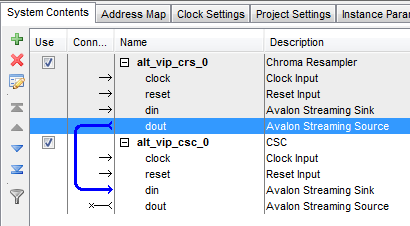 System Contents Address Map Clock Settings Project Settings Instance Para
Use Conn... Name Description
alt_vip_crs_0 Chroma Resampler
clock Clock Input
reset Reset Input
din Avalon Streaming Sink
dout Avalon Streaming Source
alt_vip_csc_0 CSC
clock Clock Input
reset Reset Input
din Avalon Streaming Sink
dout Avalon Streaming Source